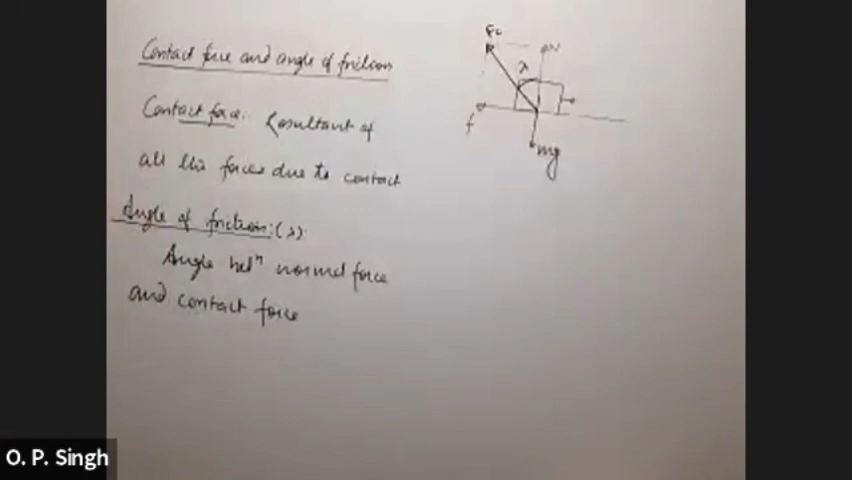 Contact force and angle of friction
Contact force: Resultant of
all the forces due to contact
Angle of friction: (λ)
Angle betⁿ normal force
and contact force
Fc
N
λ
f
mg
O. P. Singh